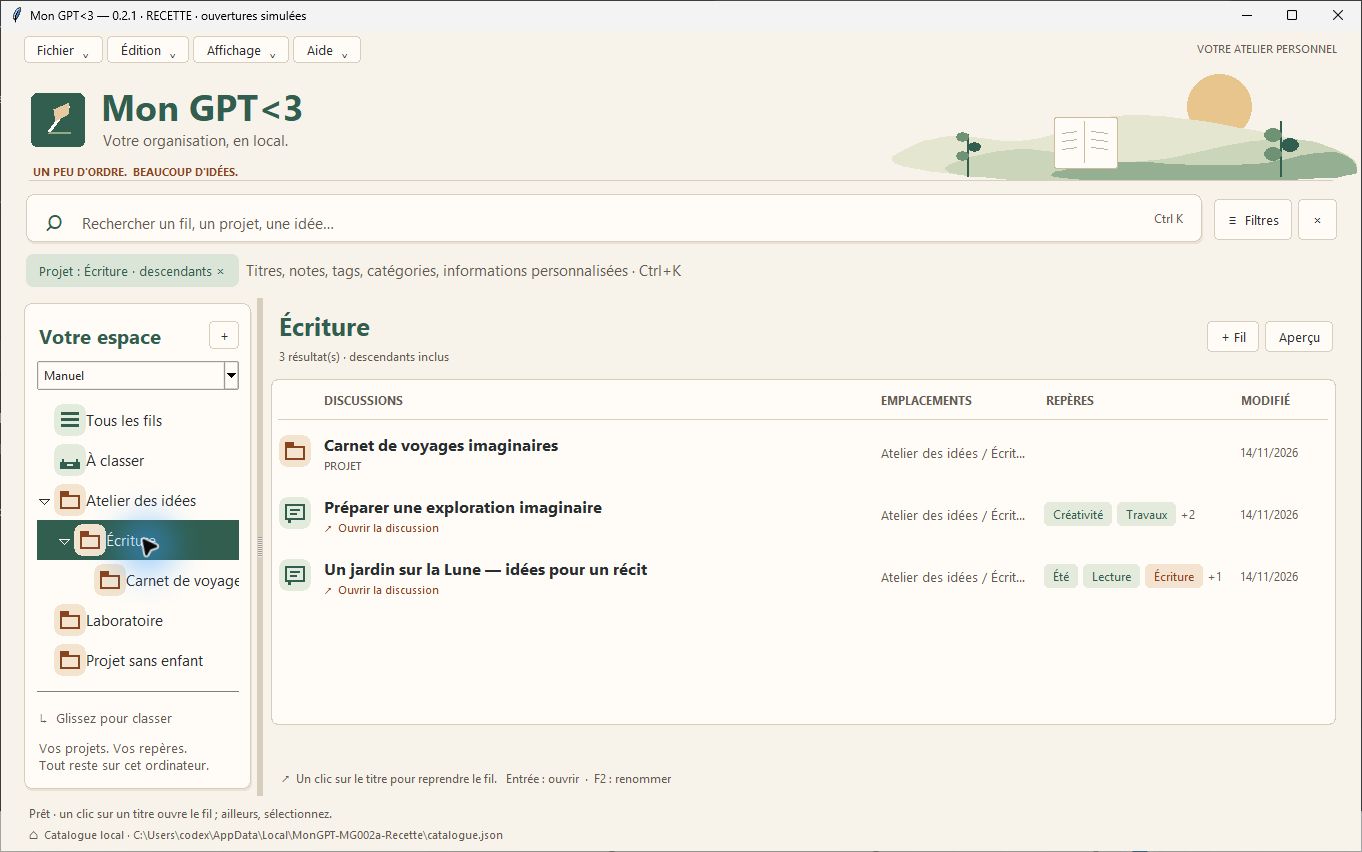 Mon GPT<3 — 0.2.1 · RECETTE · ouvertures simulées
Fichier Édition Affichage Aide
VOTRE ATELIER PERSONNEL
Mon GPT<3
Votre organisation, en local.
UN PEU D'ORDRE. BEAUCOUP D'IDÉES.
Rechercher un fil, un projet, une idée...
Ctrl K
≡ Filtres
×
Projet : Écriture · descendants ×
Titres, notes, tags, catégories, informations personnalisées · Ctrl+K
Votre espace
+
Manuel
Tous les fils
À classer
Atelier des idées
Écriture
Carnet de voyage
Laboratoire
Projet sans enfant
↳ Glissez pour classer
Vos projets. Vos repères.
Tout reste sur cet ordinateur.
Écriture
3 résultat(s) · descendants inclus
+ Fil
Aperçu
DISCUSSIONS EMPLACEMENTS REPÈRES MODIFIÉ
Carnet de voyages imaginaires
PROJET
Atelier des idées / Écrit...
14/11/2026
Préparer une exploration imaginaire
↗ Ouvrir la discussion
Atelier des idées / Écrit...
Créativité Travaux +2
14/11/2026
Un jardin sur la Lune — idées pour un récit
↗ Ouvrir la discussion
Atelier des idées / Écrit...
Été Lecture Écriture +1
14/11/2026
↗ Un clic sur le titre pour reprendre le fil. Entrée : ouvrir · F2 : renommer
Prêt · un clic sur un titre ouvre le fil ; ailleurs, sélectionnez.
⌂ Catalogue local · C:\Users\codex\AppData\Local\MonGPT-MG002a-Recette\catalogue.json